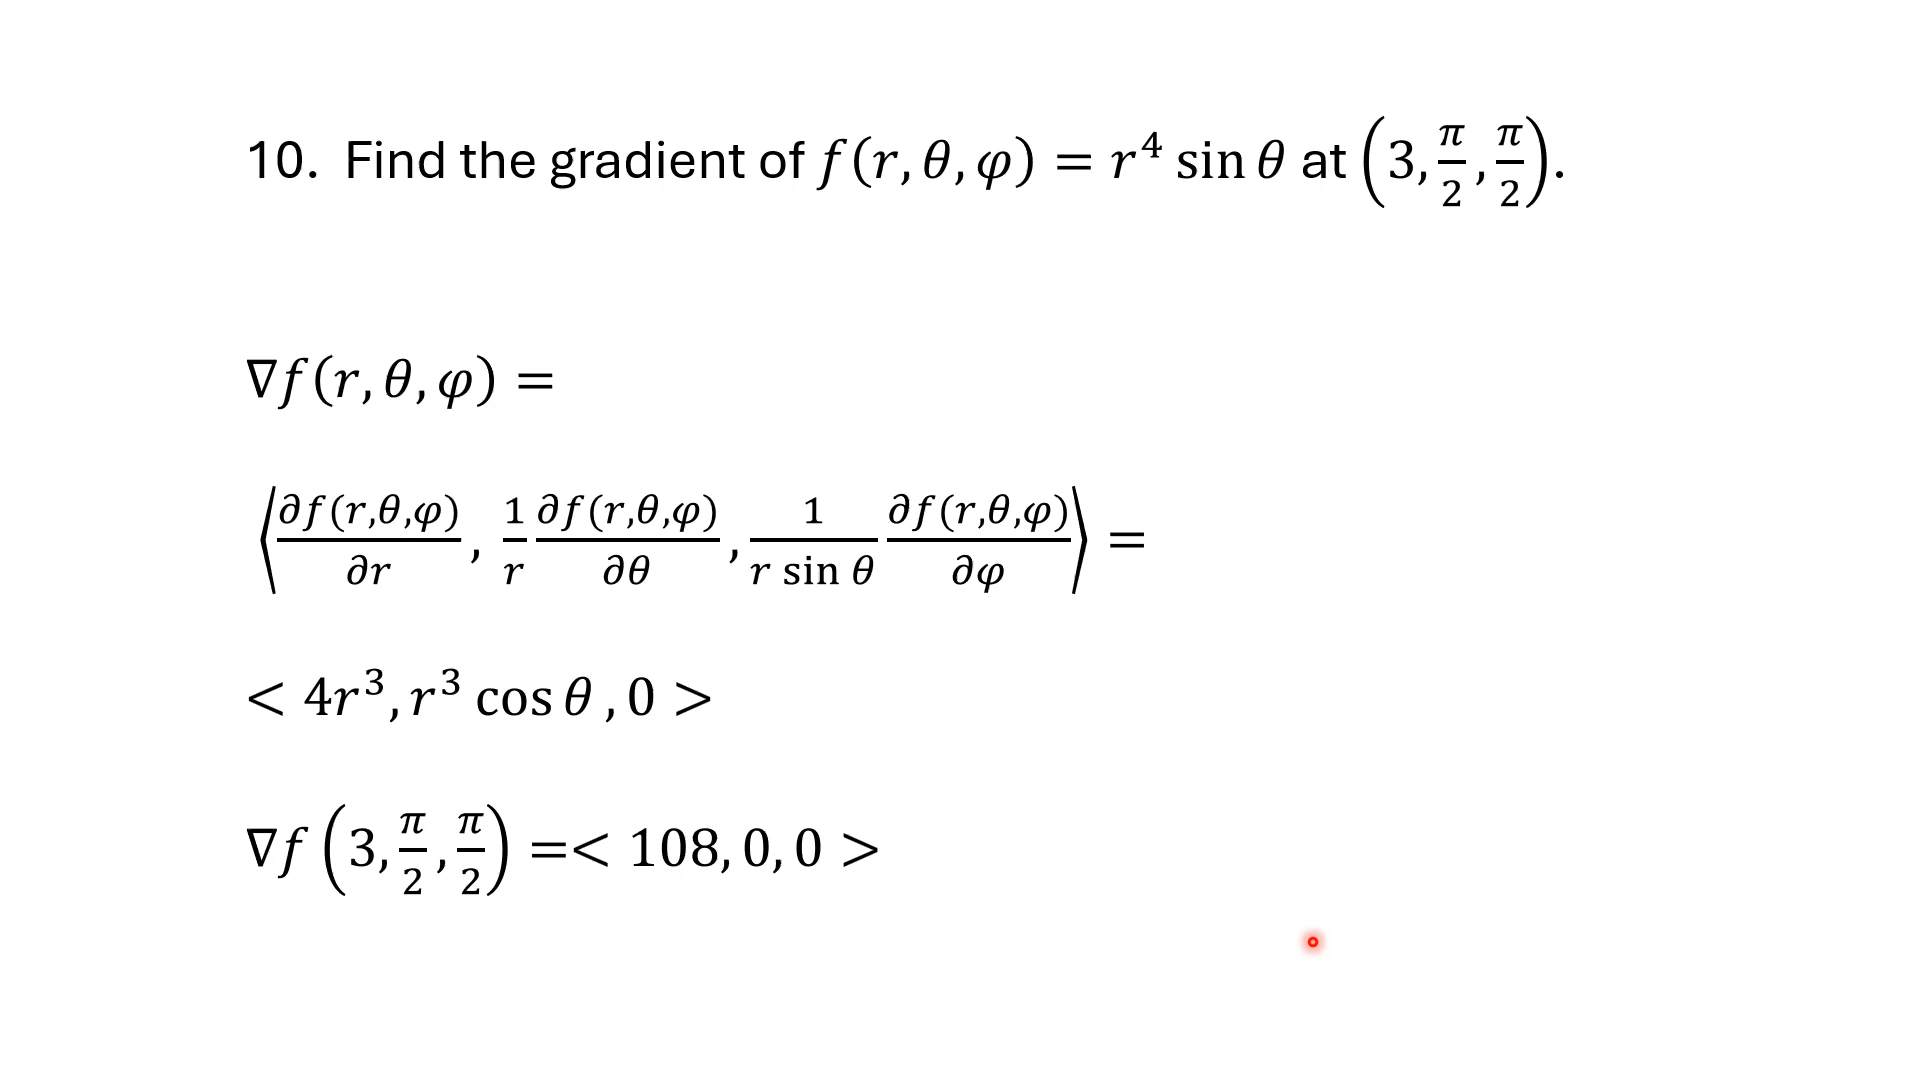 10. Find the gradient of f(r, θ, φ) = r⁴ sin θ at (3, π/2, π/2).
∇f(r, θ, φ) =
⟨∂f(r,θ,φ)/∂r, 1/r ∂f(r,θ,φ)/∂θ, 1/(r sin θ) ∂f(r,θ,φ)/∂φ⟩ =
< 4r³, r³ cos θ , 0 >
∇f (3, π/2, π/2) =< 108, 0, 0 >